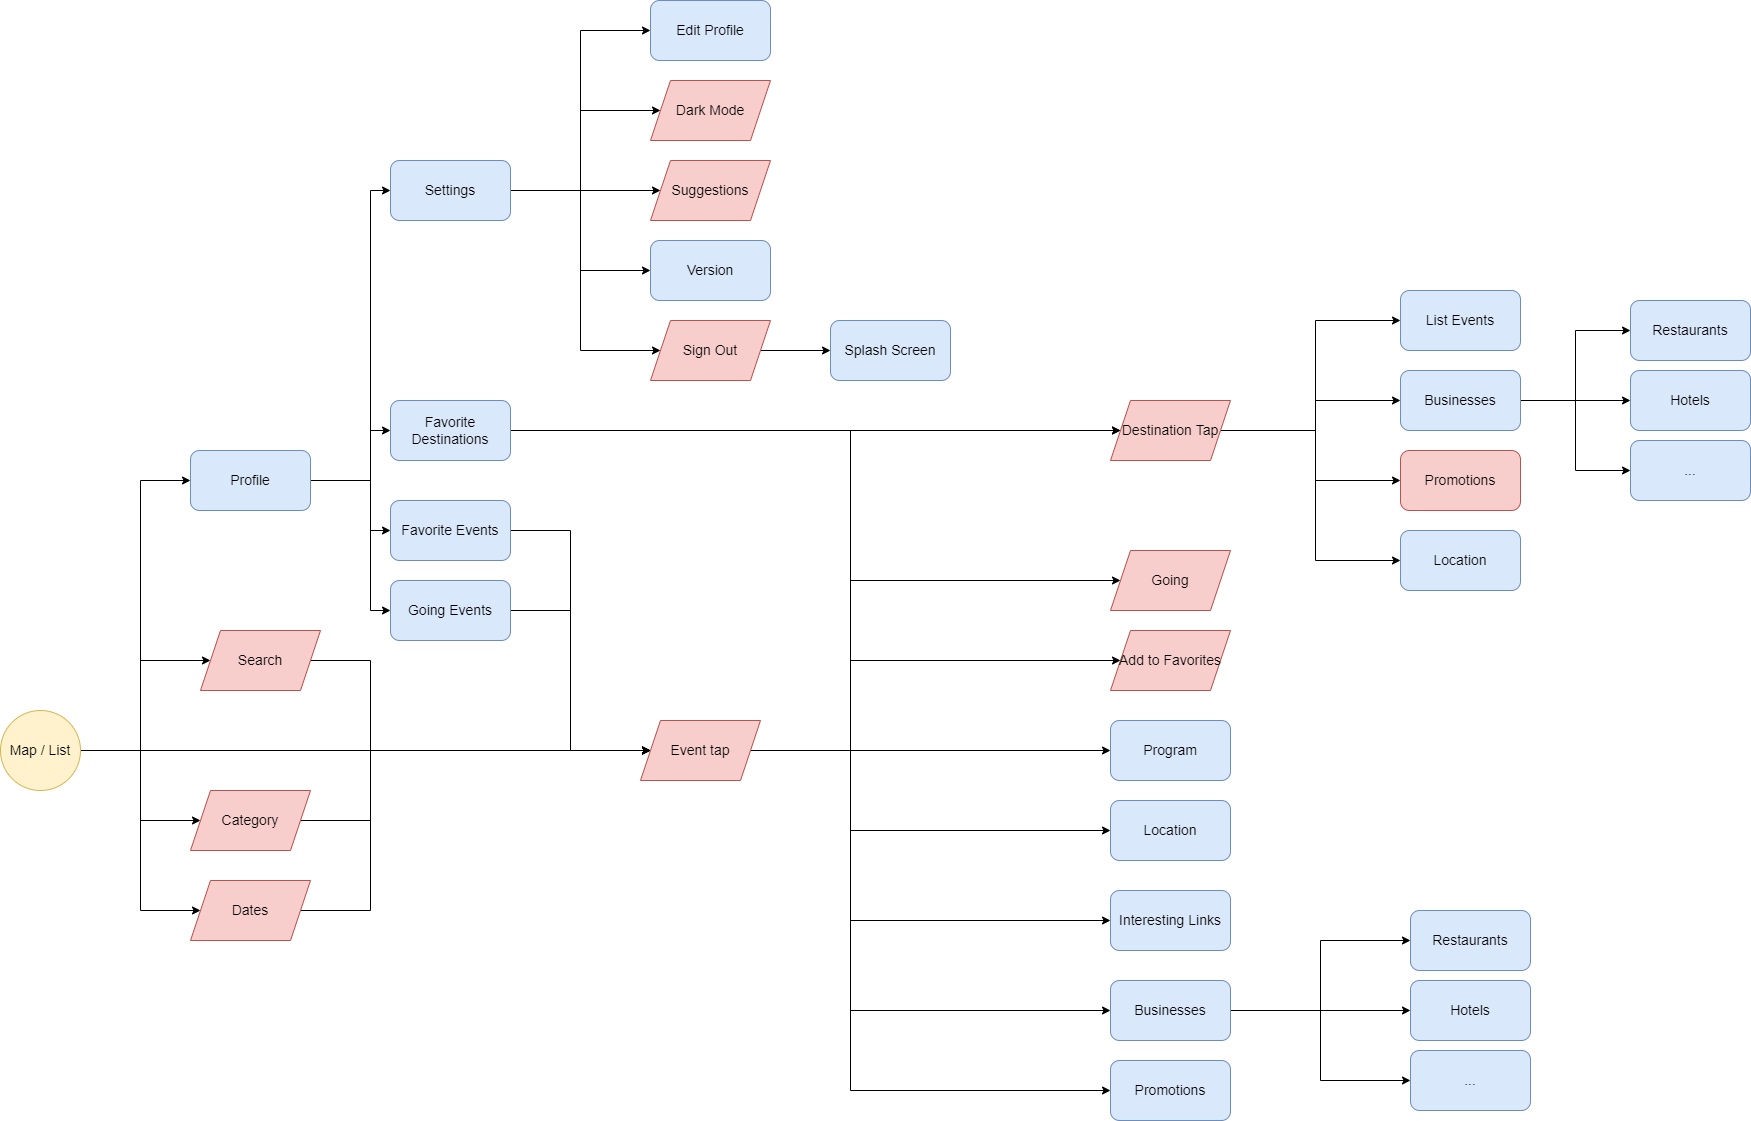 Edit Profile
Dark Mode
Settings
Suggestions
Version
Sign Out
Splash Screen
List Events
Restaurants
Favorite
Destinations
Destination Tap
Businesses
Hotels
Profile
Promotions
...
Favorite Events
Location
Going
Going Events
Search
Add to Favorites
Map / List
Event tap
Program
Category
Location
Dates
Interesting Links
Restaurants
Businesses
Hotels
Promotions
...